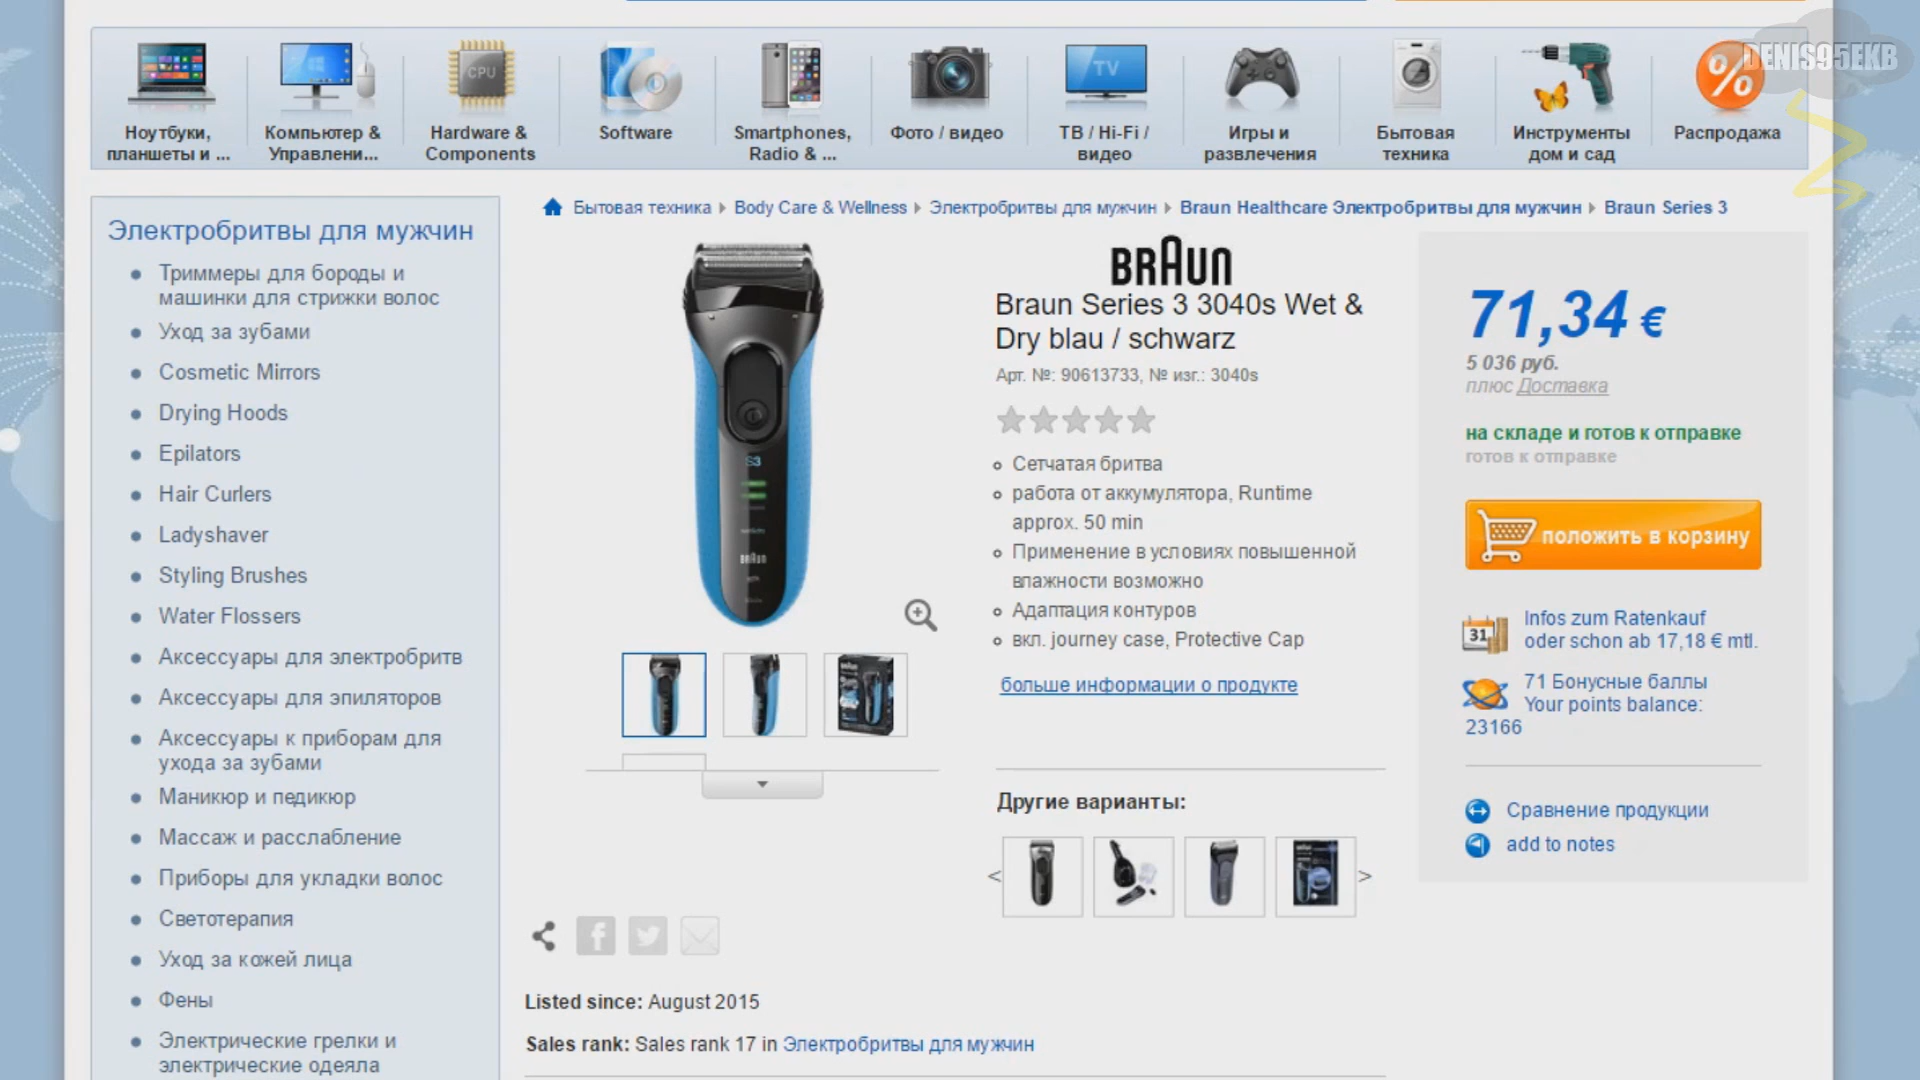 DENIS95EKB
CPU
TV
Ноутбуки,
планшеты и ...
Компьютер &
Управлени...
Hardware &
Components
Software
Smartphones,
Radio & ...
Фото / видео
ТВ / Hi-Fi /
видео
Игры и
развлечения
Бытовая
техника
Инструменты
дом и сад
%
Распродажа
Бытовая техника
Body Care & Wellness
Электробритвы для мужчин
Braun Healthcare Электробритвы для мужчин
Braun Series 3
Электробритвы для мужчин
Триммеры для бороды и
машинки для стрижки волос
Уход за зубами
Cosmetic Mirrors
Drying Hoods
Epilators
Hair Curlers
Ladyshaver
Styling Brushes
Water Flossers
Аксессуары для электробритв
Аксессуары для эпиляторов
Аксессуары к приборам для
ухода за зубами
Маникюр и педикюр
Массаж и расслабление
Приборы для укладки волос
Светотерапия
Уход за кожей лица
Фены
Электрические грелки и
электрические одеяла
S3
BRAUN
BRAUN
Braun Series 3 3040s Wet &
Dry blau / schwarz
Арт. №: 90613733, № изг.: 3040s
Сетчатая бритва
работа от аккумулятора, Runtime
approx. 50 min
Применение в условиях повышенной
влажности возможно
Адаптация контуров
вкл. journey case, Protective Cap
больше информации о продукте
Другие варианты:
<
>
71,34 €
5 036 руб.
плюс Доставка
на складе и готов к отправке
готов к отправке
положить в корзину
31
Infos zum Ratenkauf
oder schon ab 17,18 € mtl.
71 Бонусные баллы
Your points balance:
23166
Сравнение продукции
add to notes
Listed since: August 2015
Sales rank: Sales rank 17 in Электробритвы для мужчин